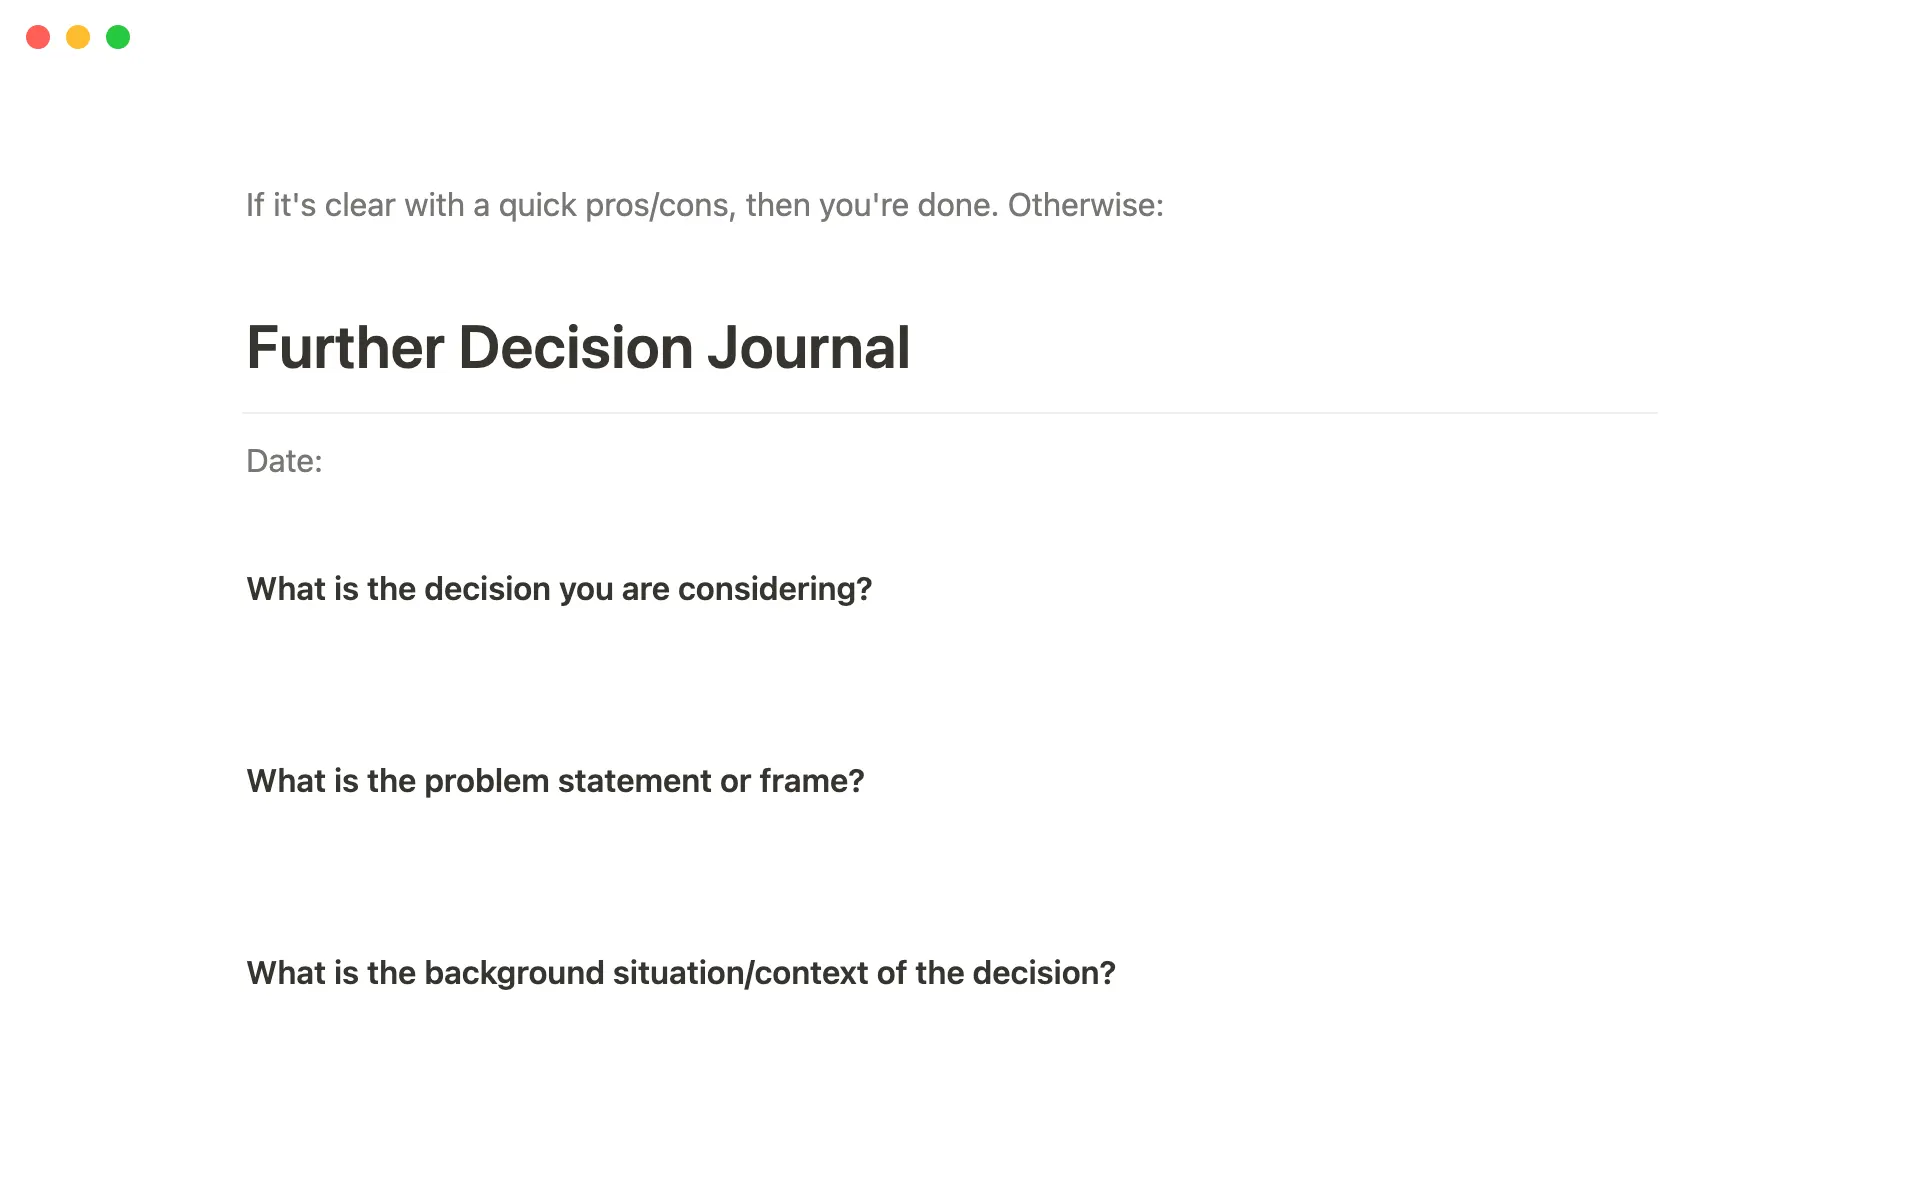 If it's clear with a quick pros/cons, then you're done. Otherwise:
Further Decision Journal
Date:
What is the decision you are considering?
What is the problem statement or frame?
What is the background situation/context of the decision?